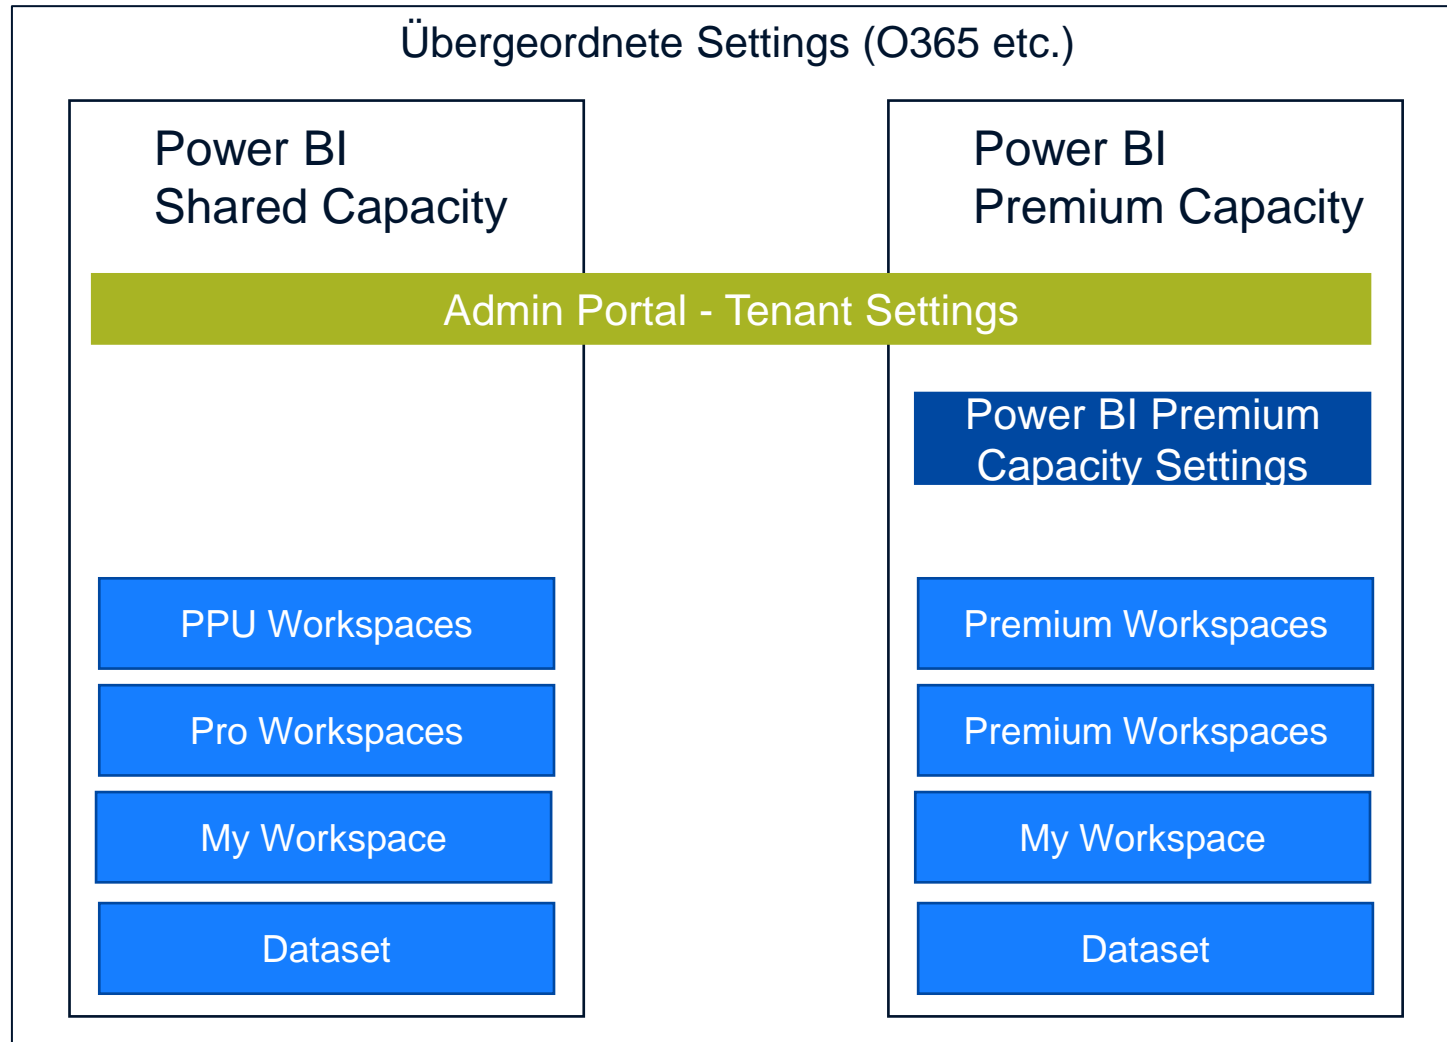 Übergeordnete Settings (O365 etc.)
Power BI
Shared Capacity
Power BI
Premium Capacity
Admin Portal - Tenant Settings
Power BI Premium
Capacity Settings
PPU Workspaces
Pro Workspaces
My Workspace
Dataset
Premium Workspaces
Premium Workspaces
My Workspace
Dataset